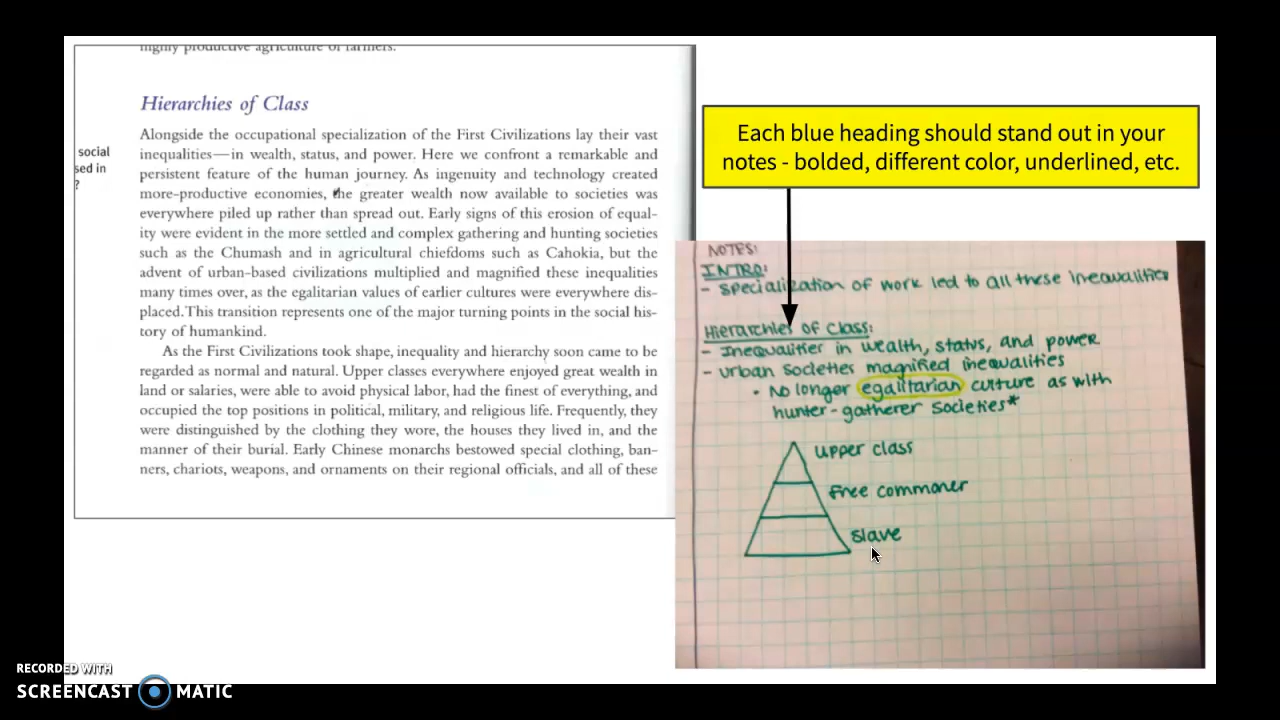 highly productive agriculture of farmers.
Hierarchies of Class
social
sed in
?
Alongside the occupational specialization of the First Civilizations lay their vast
inequalities—in wealth, status, and power. Here we confront a remarkable and
persistent feature of the human journey. As ingenuity and technology created
more-productive economies, the greater wealth now available to societies was
everywhere piled up rather than spread out. Early signs of this erosion of equal-
ity were evident in the more settled and complex gathering and hunting societies
such as the Chumash and in agricultural chiefdoms such as Cahokia, but the
advent of urban-based civilizations multiplied and magnified these inequalities
many times over, as the egalitarian values of earlier cultures were everywhere dis-
placed. This transition represents one of the major turning points in the social his-
tory of humankind.
As the First Civilizations took shape, inequality and hierarchy soon came to be
regarded as normal and natural. Upper classes everywhere enjoyed great wealth in
land or salaries, were able to avoid physical labor, had the finest of everything, and
occupied the top positions in political, military, and religious life. Frequently, they
were distinguished by the clothing they wore, the houses they lived in, and the
manner of their burial. Early Chinese monarchs bestowed special clothing, ban-
ners, chariots, weapons, and ornaments on their regional officials, and all of these
Each blue heading should stand out in your
notes - bolded, different color, underlined, etc.
NOTES:
INTRO:
- specialization of work led to all these inequalities
Hierarchies of Class:
- Inequalities in wealth, status, and power
- urban societies magnified inequalities
• No longer egalitarian culture as with
hunter-gatherer societies*
upper class
free commoner
slave
RECORDED WITH
SCREENCAST MATIC